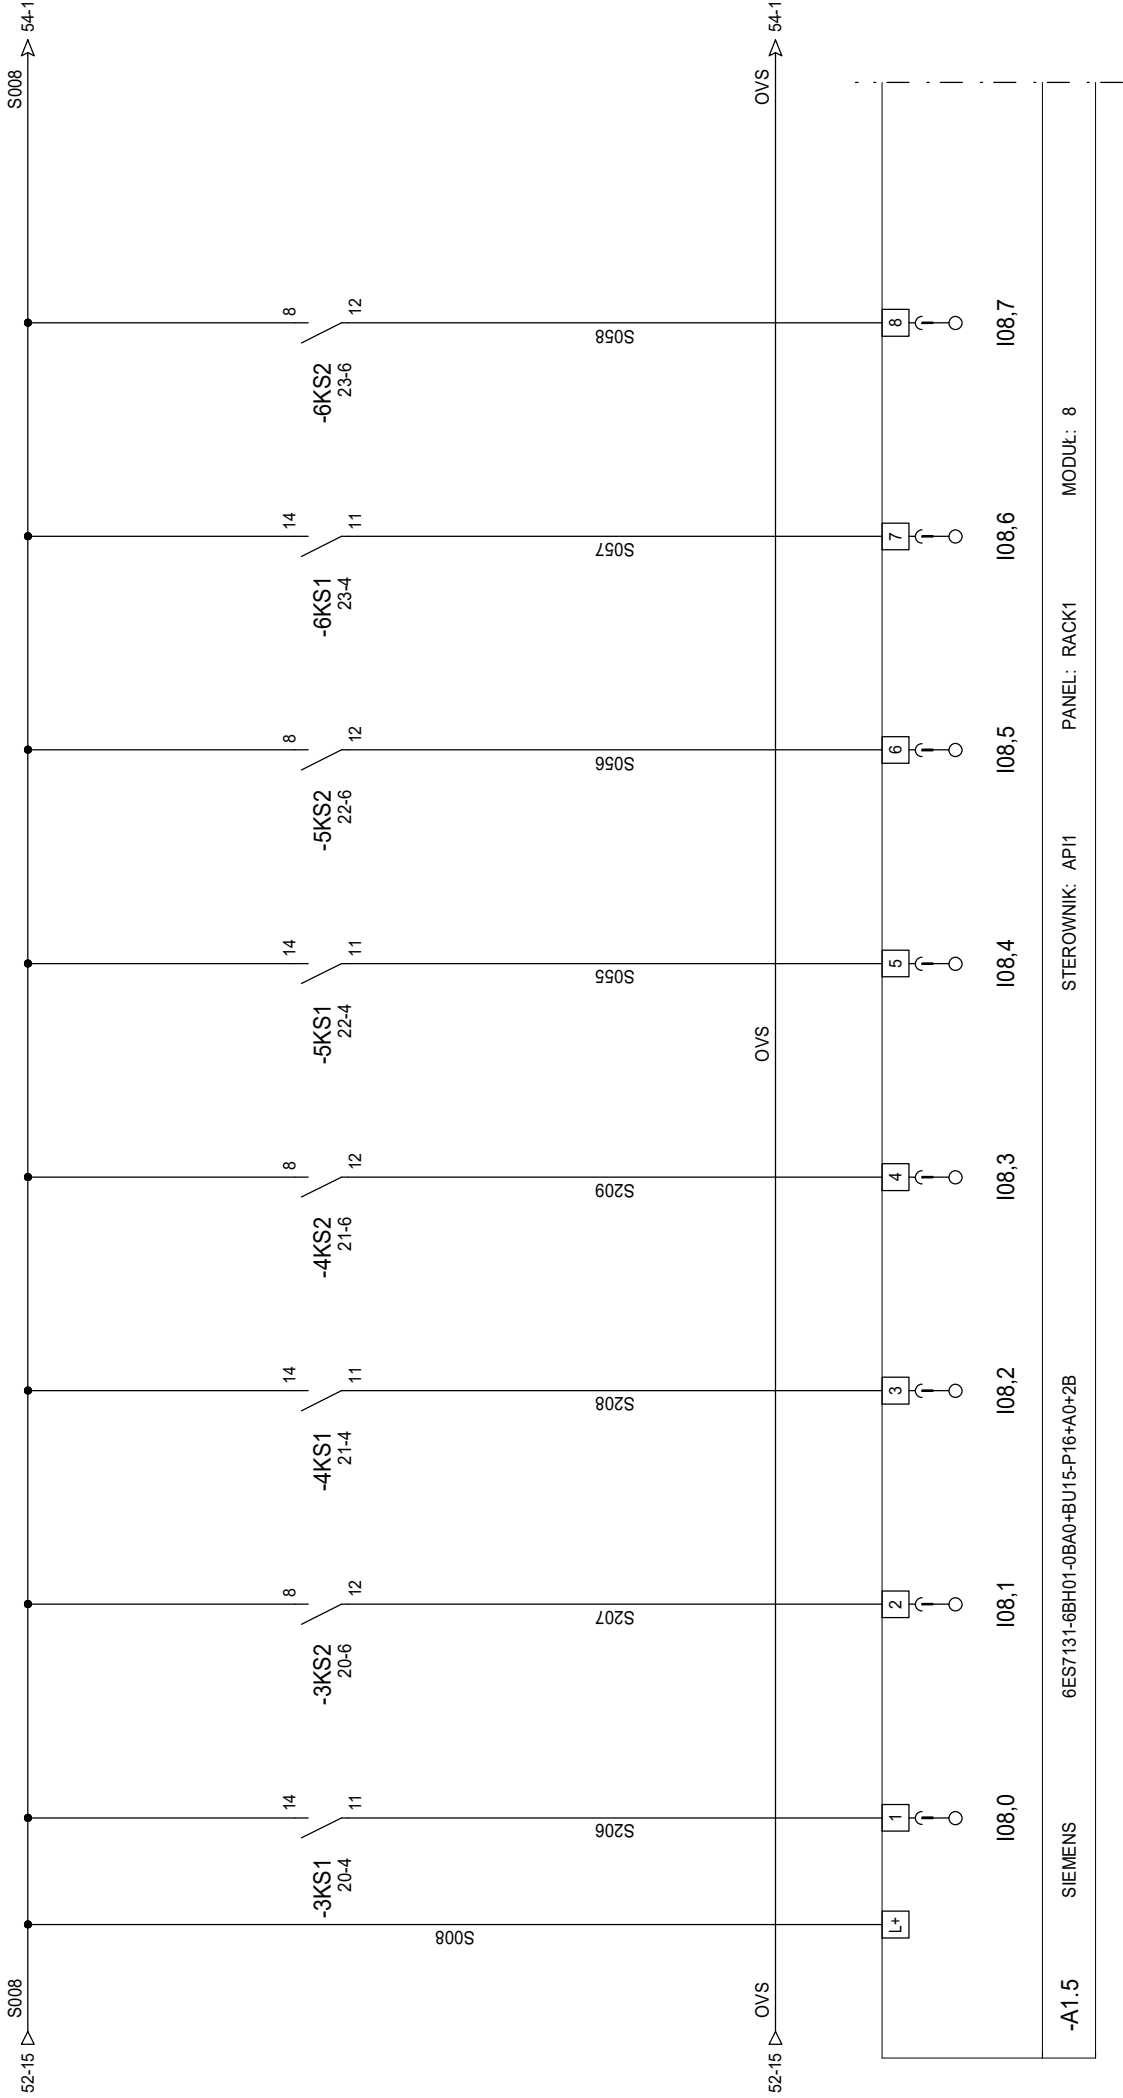 52-15 S008 S008 54-1
14 8 14 8 14 8 14 8
-3KS1 -3KS2 -4KS1 -4KS2 -5KS1 -5KS2 -6KS1 -6KS2
20-4 20-6 21-4 21-6 22-4 22-6 23-4 23-6
11 12 11 12 11 12 11 12
S008
S206 S207 S208 S209 S055 S056 S057 S058
52-15 OVS OVS OVS 54-1
L+ 1 2 3 4 5 6 7 8
I08,0 I08,1 I08,2 I08,3 I08,4 I08,5 I08,6 I08,7
-A1.5 SIEMENS 6ES7131-6BH01-0BA0+BU15-P16+A0+2B STEROWNIK: API1 PANEL: RACK1 MODUŁ: 8